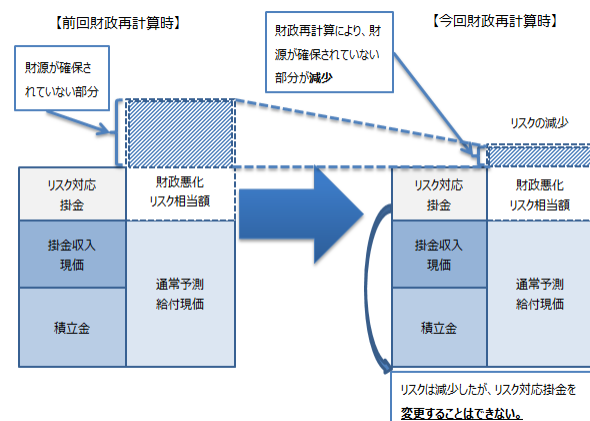 【前回財政再計算時】
財源が確保さ
れていない部分
リスク対応
掛金
財政悪化
リスク相当額
掛金収入
現価
通常予測
給付現価
積立金
【今回財政再計算時】
財政再計算により、財
源が確保されていない
部分が減少
リスクの減少
リスク対応
掛金
財政悪化
リスク相当額
掛金収入
現価
通常予測
給付現価
積立金
リスクは減少したが、リスク対応掛金を
変更することはできない。